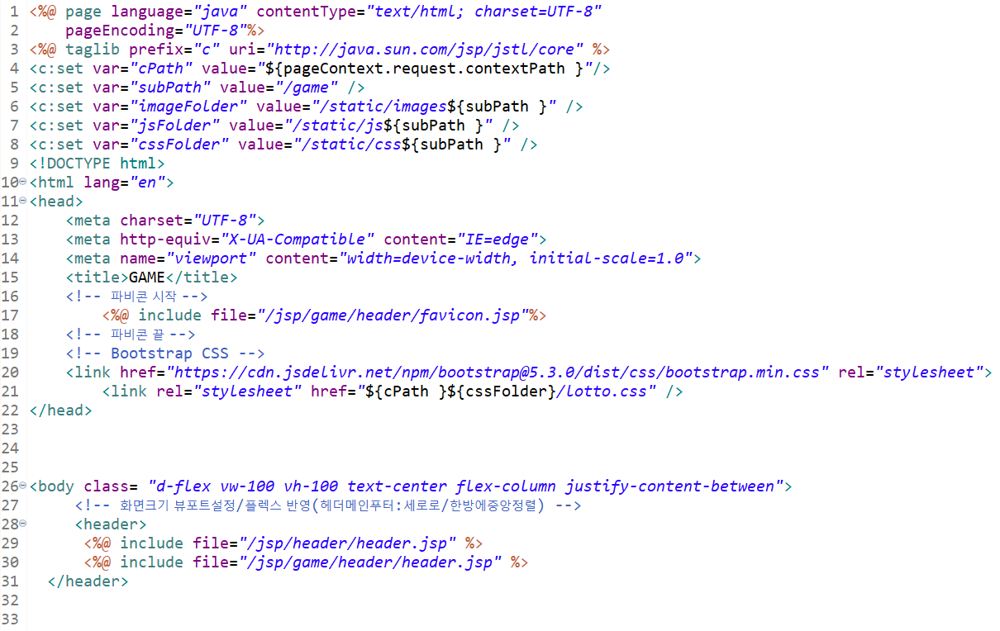 1 <%@ page language="java" contentType="text/html; charset=UTF-8"
2     pageEncoding="UTF-8"%>
3 <%@ taglib prefix="c" uri="http://java.sun.com/jsp/jstl/core" %>
4 <c:set var="cPath" value="${pageContext.request.contextPath }"/>
5 <c:set var="subPath" value="/game" />
6 <c:set var="imageFolder" value="/static/images${subPath }" />
7 <c:set var="jsFolder" value="/static/js${subPath }" />
8 <c:set var="cssFolder" value="/static/css${subPath }" />
9 <!DOCTYPE html>
10 <html lang="en">
11 <head>
12     <meta charset="UTF-8">
13     <meta http-equiv="X-UA-Compatible" content="IE=edge">
14     <meta name="viewport" content="width=device-width, initial-scale=1.0">
15     <title>GAME</title>
16     <!-- 파비콘 시작 -->
17         <%@ include file="/jsp/game/header/favicon.jsp"%>
18     <!-- 파비콘 끝 -->
19     <!-- Bootstrap CSS -->
20     <link href="https://cdn.jsdelivr.net/npm/bootstrap@5.3.0/dist/css/bootstrap.min.css" rel="stylesheet">
21         <link rel="stylesheet" href="${cPath }${cssFolder}/lotto.css" />
22 </head>
23
24
25
26 <body class= "d-flex vw-100 vh-100 text-center flex-column justify-content-between">
27      <!-- 화면크기 뷰포트설정/플렉스 반영(헤더메인푸터:세로로/한방에중앙정렬) -->
28      <header>
29       <%@ include file="/jsp/header/header.jsp" %>
30       <%@ include file="/jsp/game/header/header.jsp" %>
31   </header>
32
33